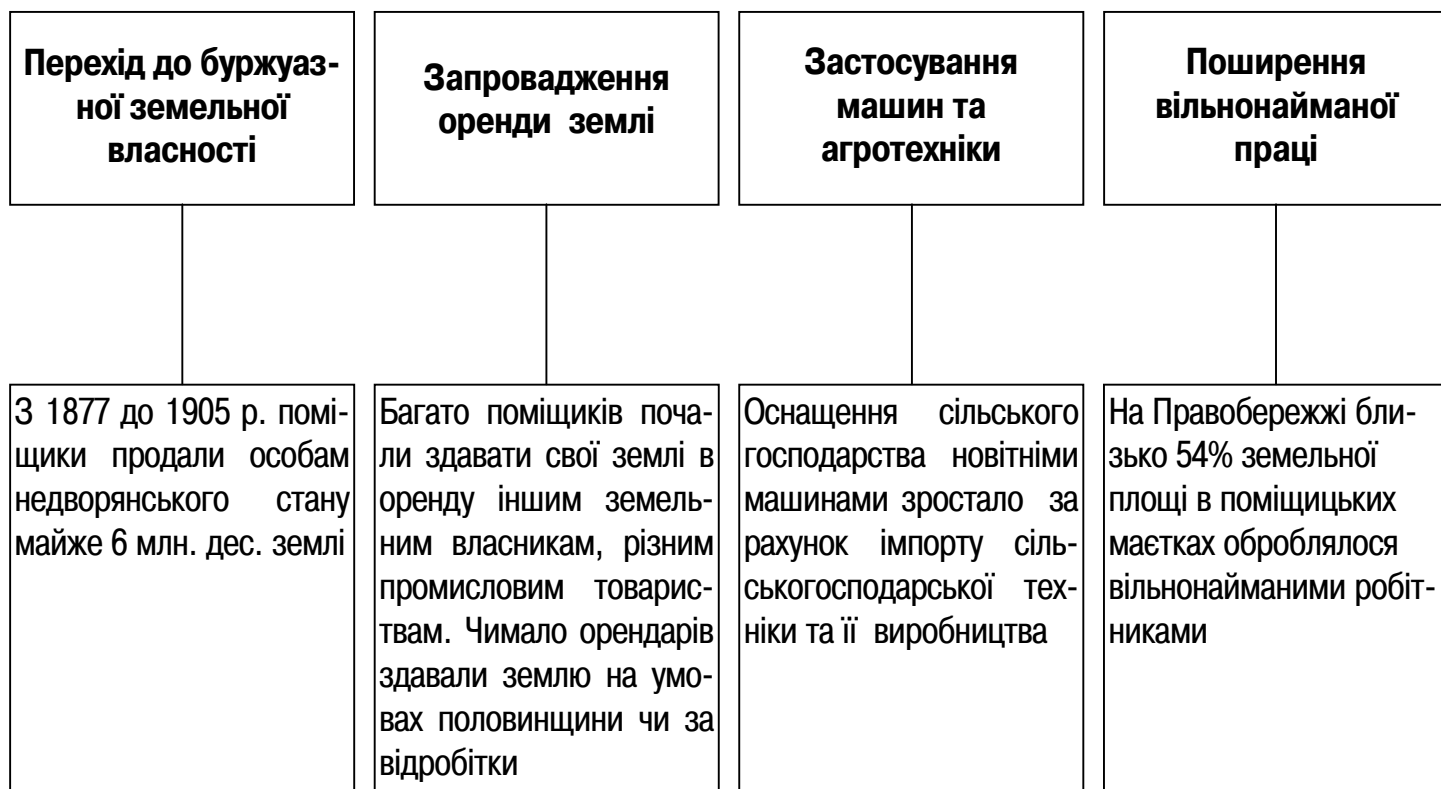 Перехід до буржуаз-
ної земельної
власності
Запровадження
оренди землі
Застосування
машин та
агротехніки
Поширення
вільнонайманої
праці
З 1877 до 1905 р. помі-
щики продали особам
недворянського стану
майже 6 млн. дес. землі
Багато поміщиків поча-
ли здавати свої землі в
оренду іншим земель-
ним власникам, різним
промисловим товарис-
твам. Чимало орендарів
здавали землю на умо-
вах половинщини чи за
відробітки
Оснащення сільського
господарства новітніми
машинами зростало за
рахунок імпорту сіль-
ськогосподарської тех-
ніки та її виробництва
На Правобережжі бли-
зько 54% земельної
площі в поміщицьких
маєтках оброблялося
вільнонайманими робіт-
никами